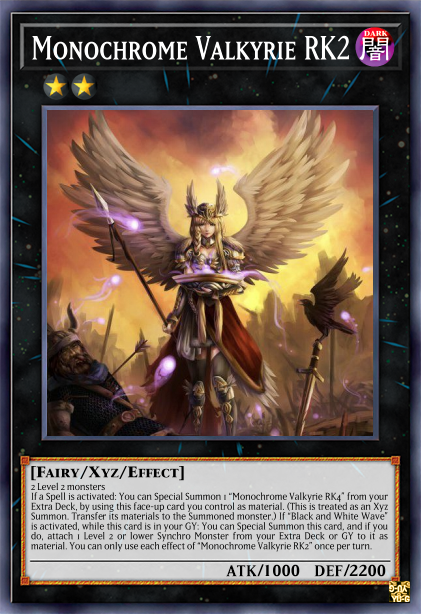 MONOCHROME VALKYRIE RK2
DARK
闇
[FAIRY/XYZ/EFFECT]
2 Level 2 monsters
If a Spell is activated: You can Special Summon 1 "Monochrome Valkyrie RK4" from your
Extra Deck, by using this face-up card you control as material. (This is treated as an Xyz
Summon. Transfer its materials to the Summoned monster.) If "Black and White Wave"
is activated, while this card is in your GY: You can Special Summon this card, and if you
do, attach 1 Level 2 or lower Synchro Monster from your Extra Deck or GY to it as
material. You can only use each effect of "Monochrome Valkyrie RK2" once per turn.
ATK/1000 DEF/2200